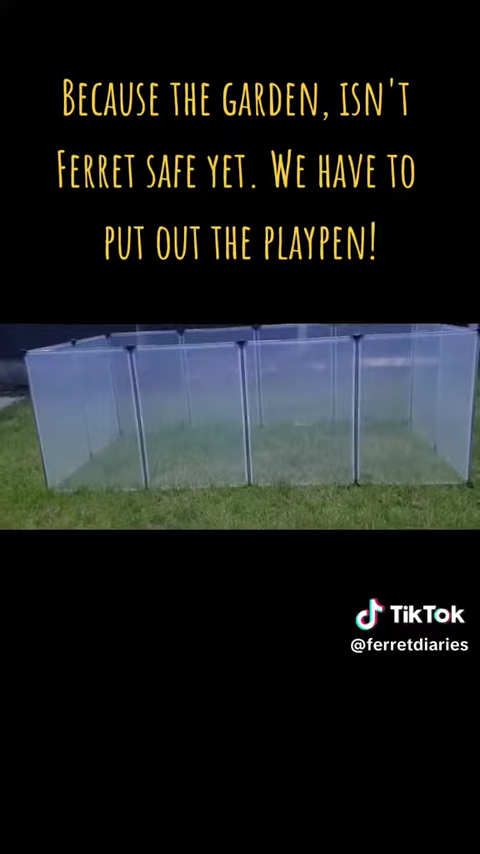 Because the garden, isn't
Ferret safe yet. We have to
put out the playpen!
TikTok
@ferretdiaries